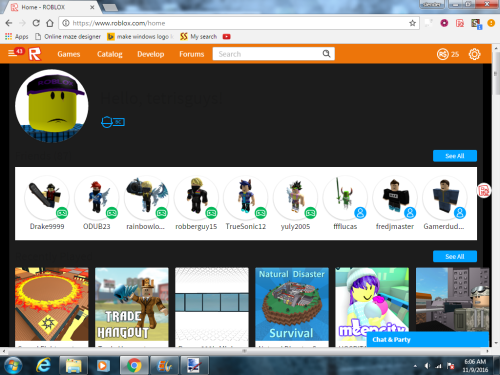 Home - ROBLOX
https://www.roblox.com/home
Apps
Online maze designer
make windows logo
My search
43
Games
Catalog
Develop
Forums
Search
25
See All
Drake9999
ODUB23
rainbowlo...
robberguy15
TrueSonic12
yuly2005
ffflucas
fredjmaster
Gamerdud...
See All
TRADE
HANGOUT
Natural Disaster
Survival
meepcity
Chat & Party
6:06 AM
11/9/2016